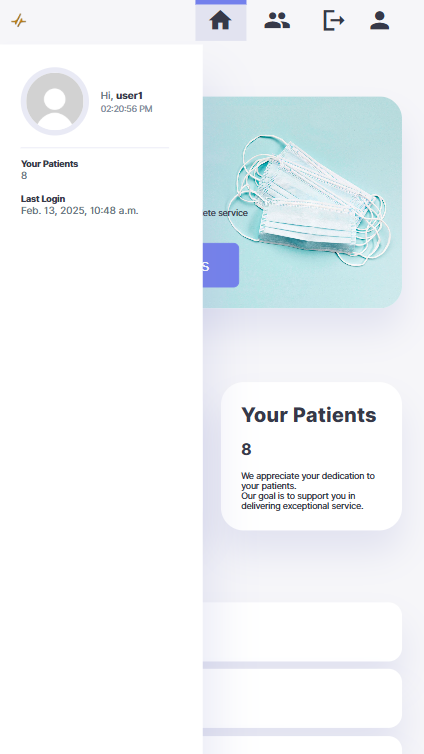 Hi, user1
02:20:56 PM
Your Patients
8
Last Login
Feb. 13, 2025, 10:48 a.m.
service
Your Patients
8
We appreciate your dedication to
your patients.
Our goal is to support you in
delivering exceptional service.